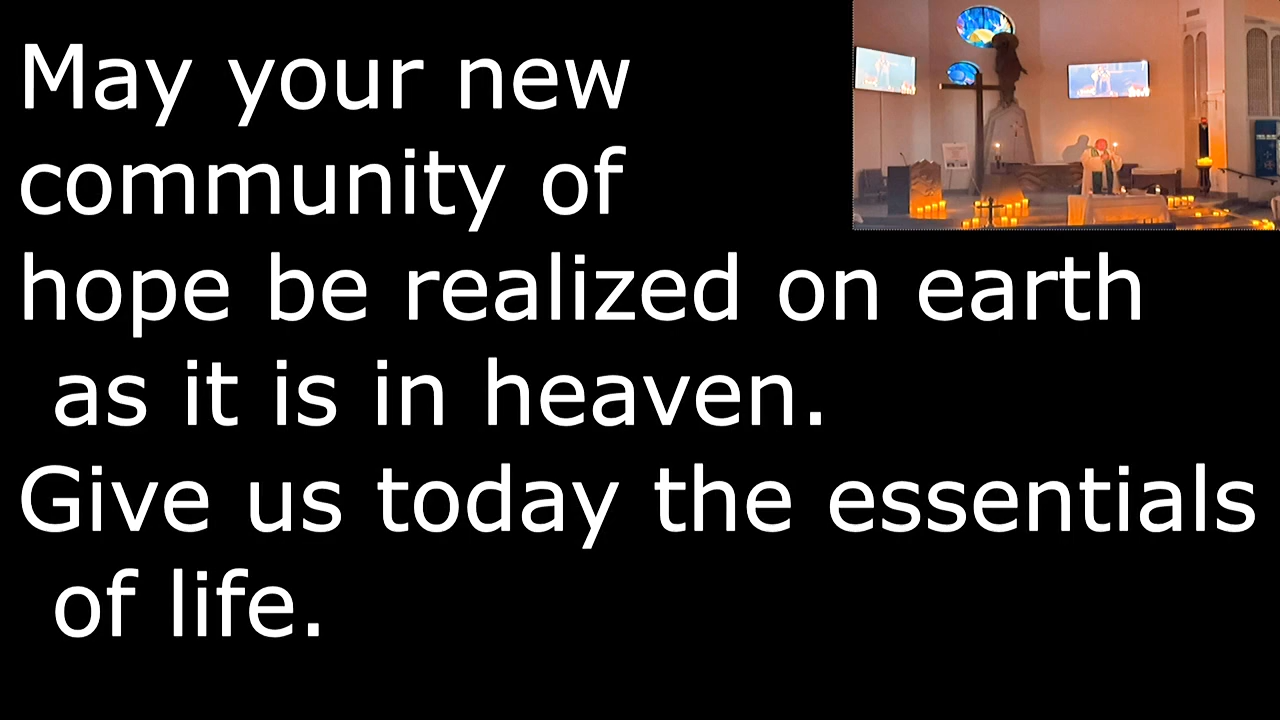 May your new
community of
hope be realized on earth
as it is in heaven.
Give us today the essentials
of life.